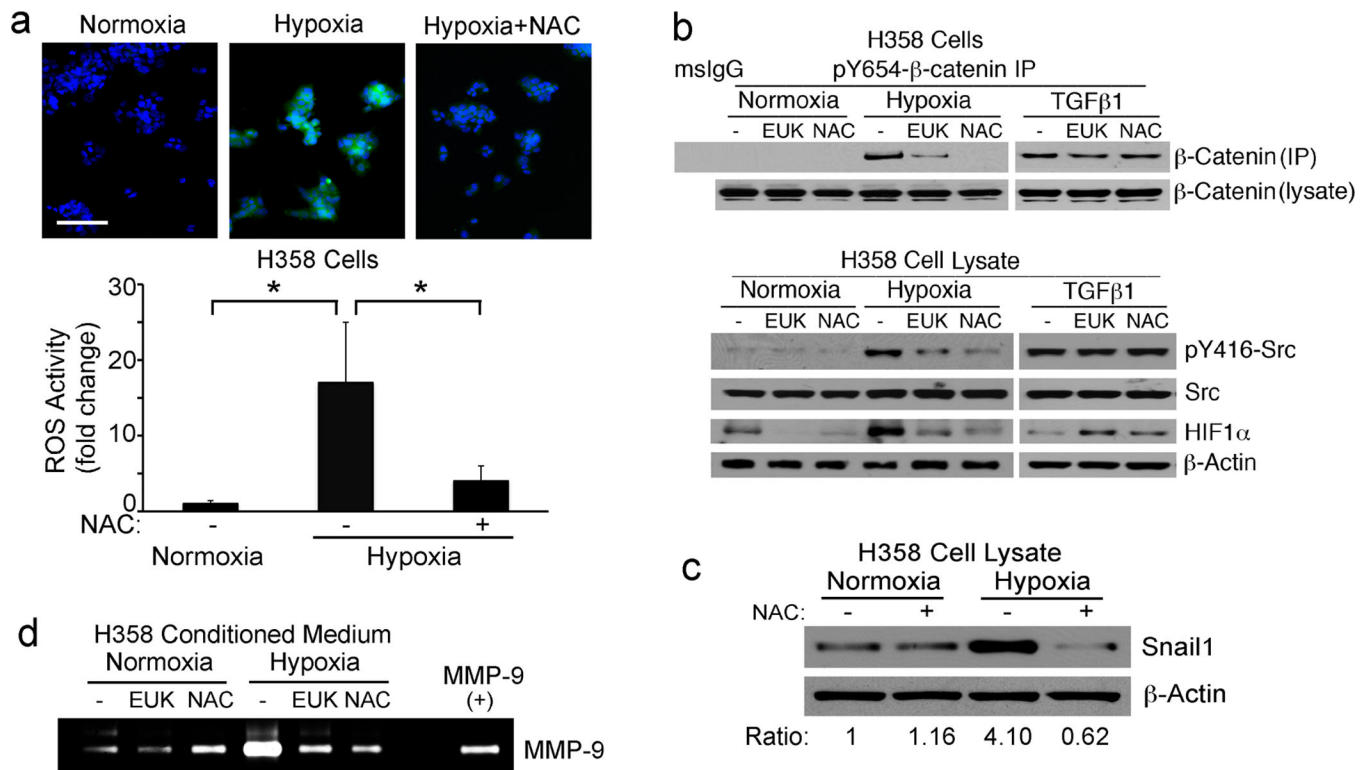 a
Normoxia Hypoxia Hypoxia+NAC
H358 Cells
30
20
10
0
ROS Activity
(fold change)
* *
NAC: - - +
Normoxia Hypoxia
b
H358 Cells
msIgG pY654-β-catenin IP
Normoxia Hypoxia TGFβ1
- EUK NAC - EUK NAC - EUK NAC
β-Catenin (IP)
β-Catenin (lysate)
H358 Cell Lysate
Normoxia Hypoxia TGFβ1
- EUK NAC - EUK NAC - EUK NAC
pY416-Src
Src
HIF1α
β-Actin
c
H358 Cell Lysate
Normoxia Hypoxia
NAC: - + - +
Snail1
β-Actin
Ratio: 1 1.16 4.10 0.62
d
H358 Conditioned Medium
Normoxia Hypoxia MMP-9
- EUK NAC - EUK NAC (+)
MMP-9